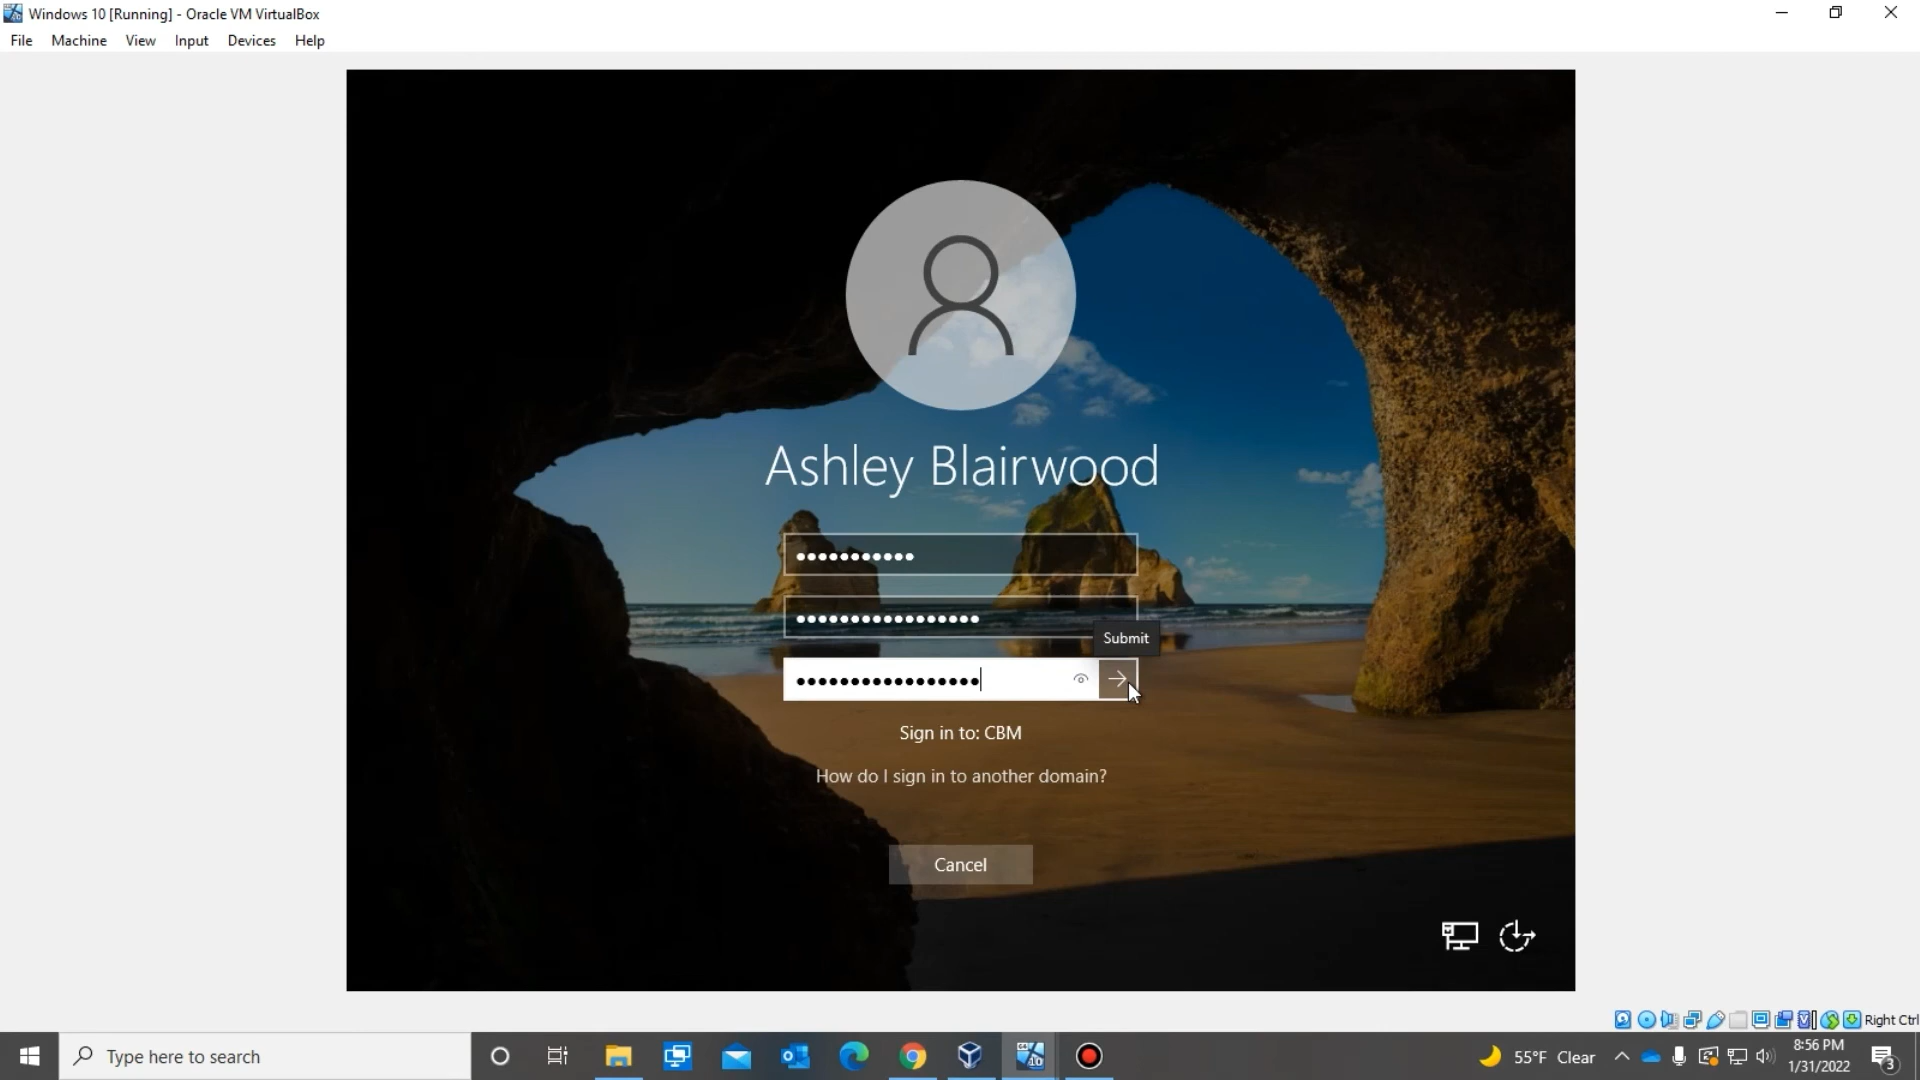 Windows 10 [Running] - Oracle VM VirtualBox
File Machine View Input Devices Help
Ashley Blairwood
•••••••••••
•••••••••••••••••
Submit
•••••••••••••••••
Sign in to: CBM
How do I sign in to another domain?
Cancel
Right Ctrl
Type here to search
55°F Clear
8:56 PM
1/31/2022
3